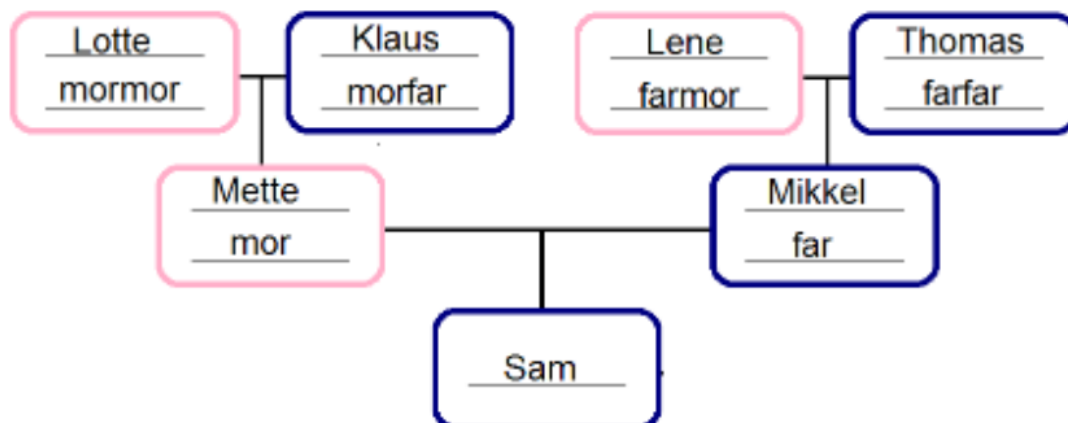 Lotte
mormor
Klaus
morfar
Lene
farmor
Thomas
farfar
Mette
mor
Mikkel
far
Sam